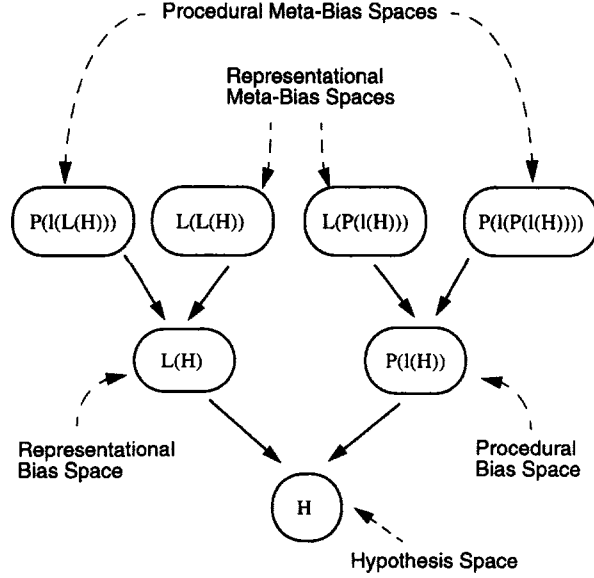 Procedural Meta-Bias Spaces
Representational
Meta-Bias Spaces
P(l(L(H)))
L(L(H))
L(P(l(H)))
P(l(P(l(H))))
L(H)
P(l(H))
Representational
Bias Space
Procedural
Bias Space
H
Hypothesis Space